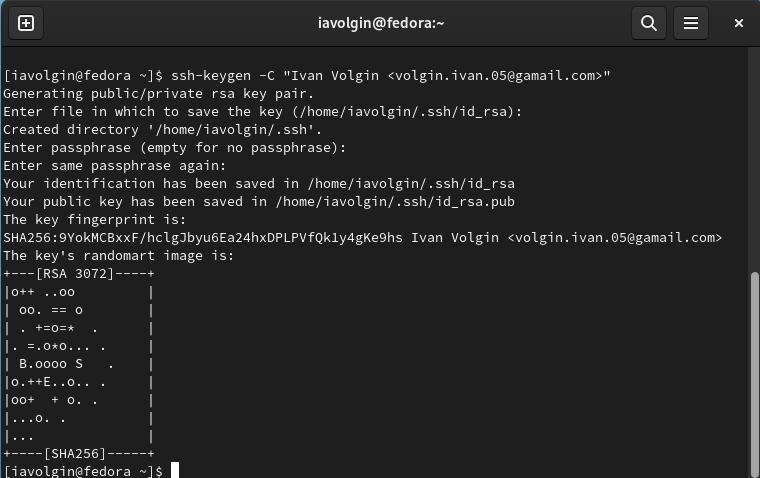 iavolgin@fedora:~
[iavolgin@fedora ~]$ ssh-keygen -C "Ivan Volgin <volgin.ivan.05@gamail.com>"
Generating public/private rsa key pair.
Enter file in which to save the key (/home/iavolgin/.ssh/id_rsa):
Created directory '/home/iavolgin/.ssh'.
Enter passphrase (empty for no passphrase):
Enter same passphrase again:
Your identification has been saved in /home/iavolgin/.ssh/id_rsa
Your public key has been saved in /home/iavolgin/.ssh/id_rsa.pub
The key fingerprint is:
SHA256:9YokMCBxxF/hclgJbyu6Ea24hxDPLPVfQk1y4gKe9hs Ivan Volgin <volgin.ivan.05@gamail.com>
The key's randomart image is:
+---[RSA 3072]----+
|o++ ..oo         |
| oo. == o        |
| . +=o=*  .      |
|. =.o*o... .     |
| B.oooo S   .    |
|o.++E..o.. .     |
|oo+  + o. .      |
|...o. .          |
|...              |
+----[SHA256]-----+
[iavolgin@fedora ~]$